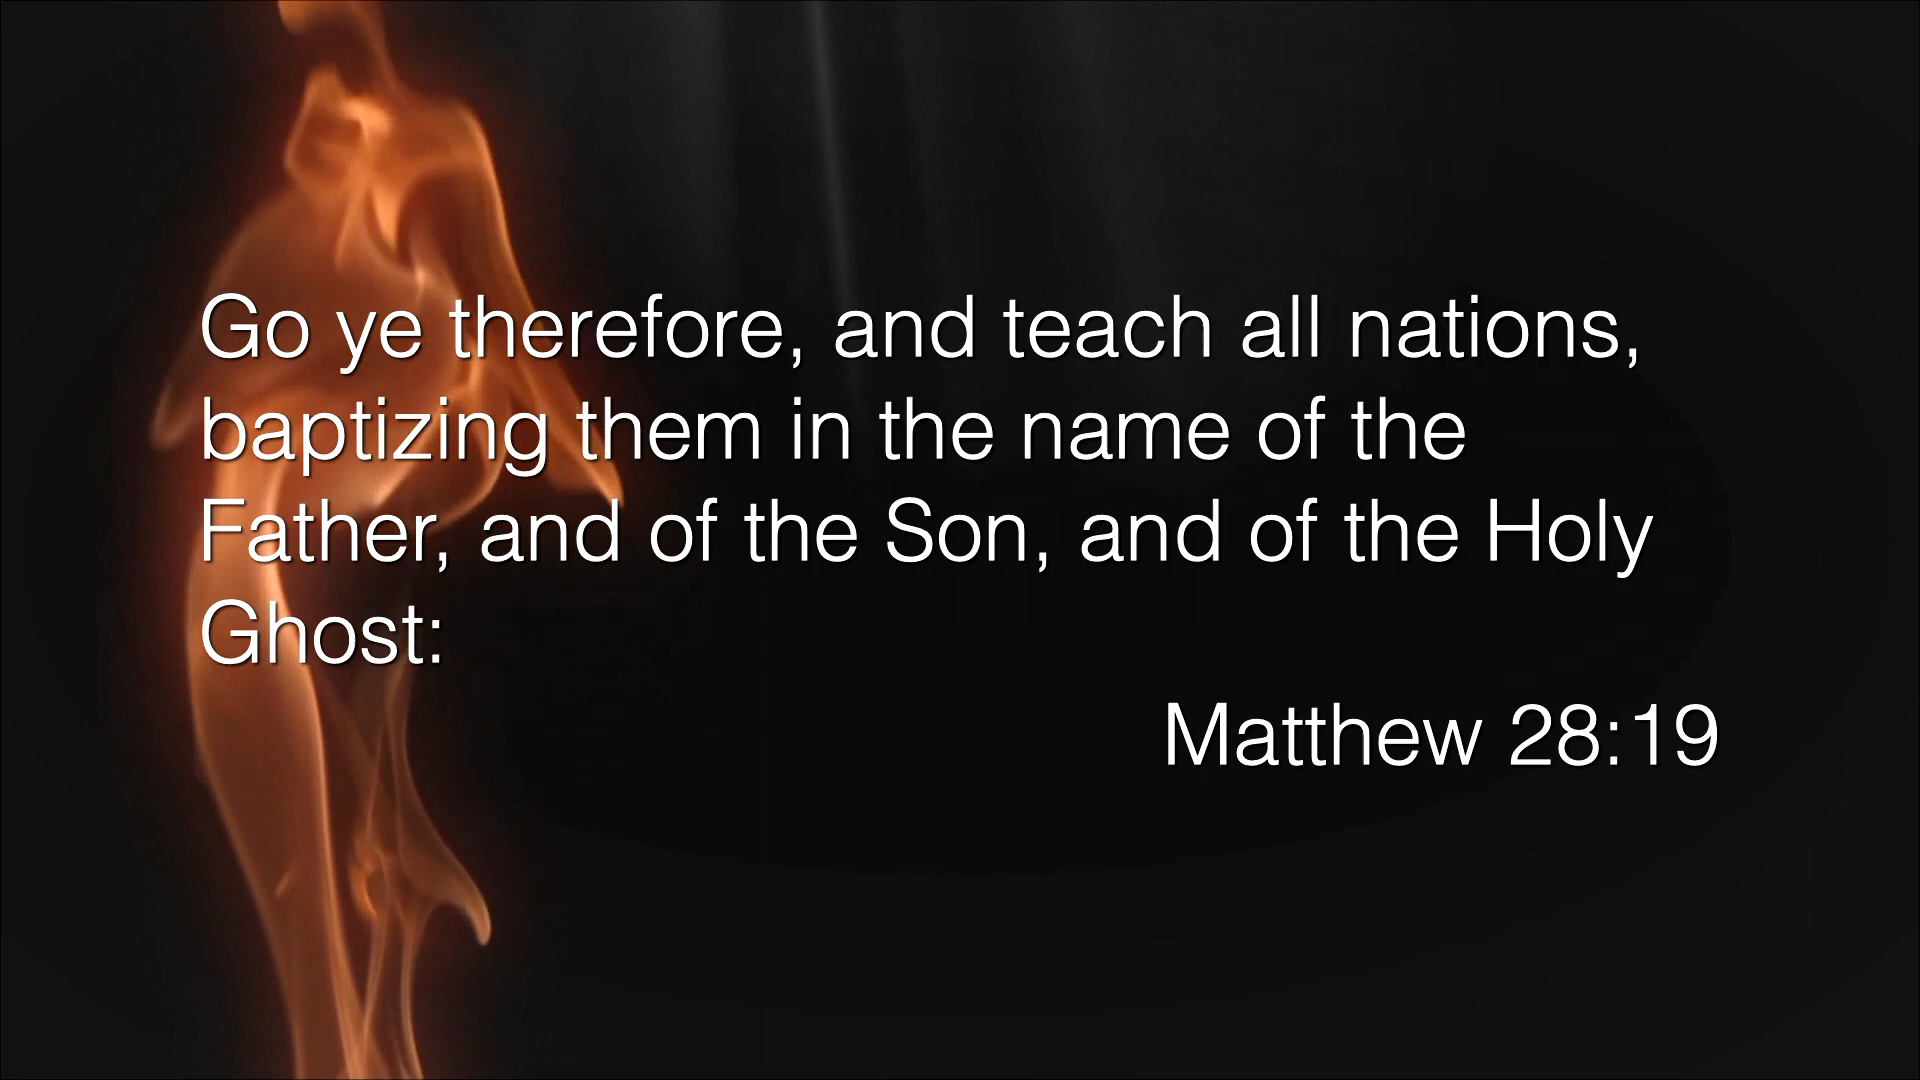 Go ye therefore, and teach all nations,
baptizing them in the name of the
Father, and of the Son, and of the Holy
Ghost:
Matthew 28:19